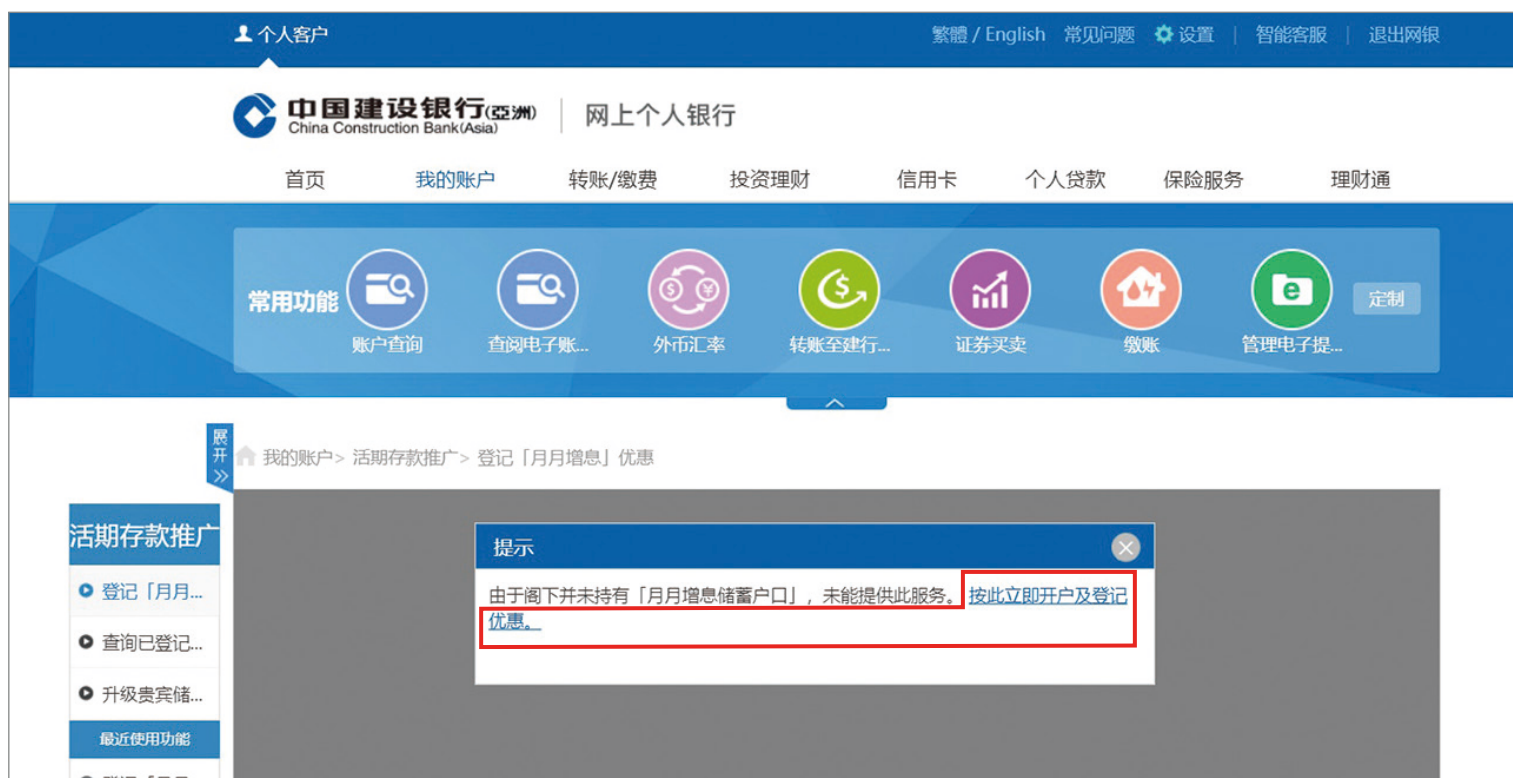 个人客户
繁體 / English 常见问题 设置 | 智能客服 | 退出网银
中国建设银行(亞洲)
China Construction Bank(Asia)
网上个人银行
首页 我的账户 转账/缴费 投资理财 信用卡 个人贷款 保险服务 理财通
常用功能
$ ¥ $ e
定制
账户查询 查阅电子账... 外币汇率 转账至建行... 证券买卖 缴账 管理电子提...
展开
我的账户> 活期存款推广> 登记「月月增息」优惠
活期存款推广
登记「月月...
查询已登记...
升级贵宾储...
最近使用功能
提示
由于阁下并未持有「月月增息储蓄户口」，未能提供此服务。 按此立即开户及登记
优惠。